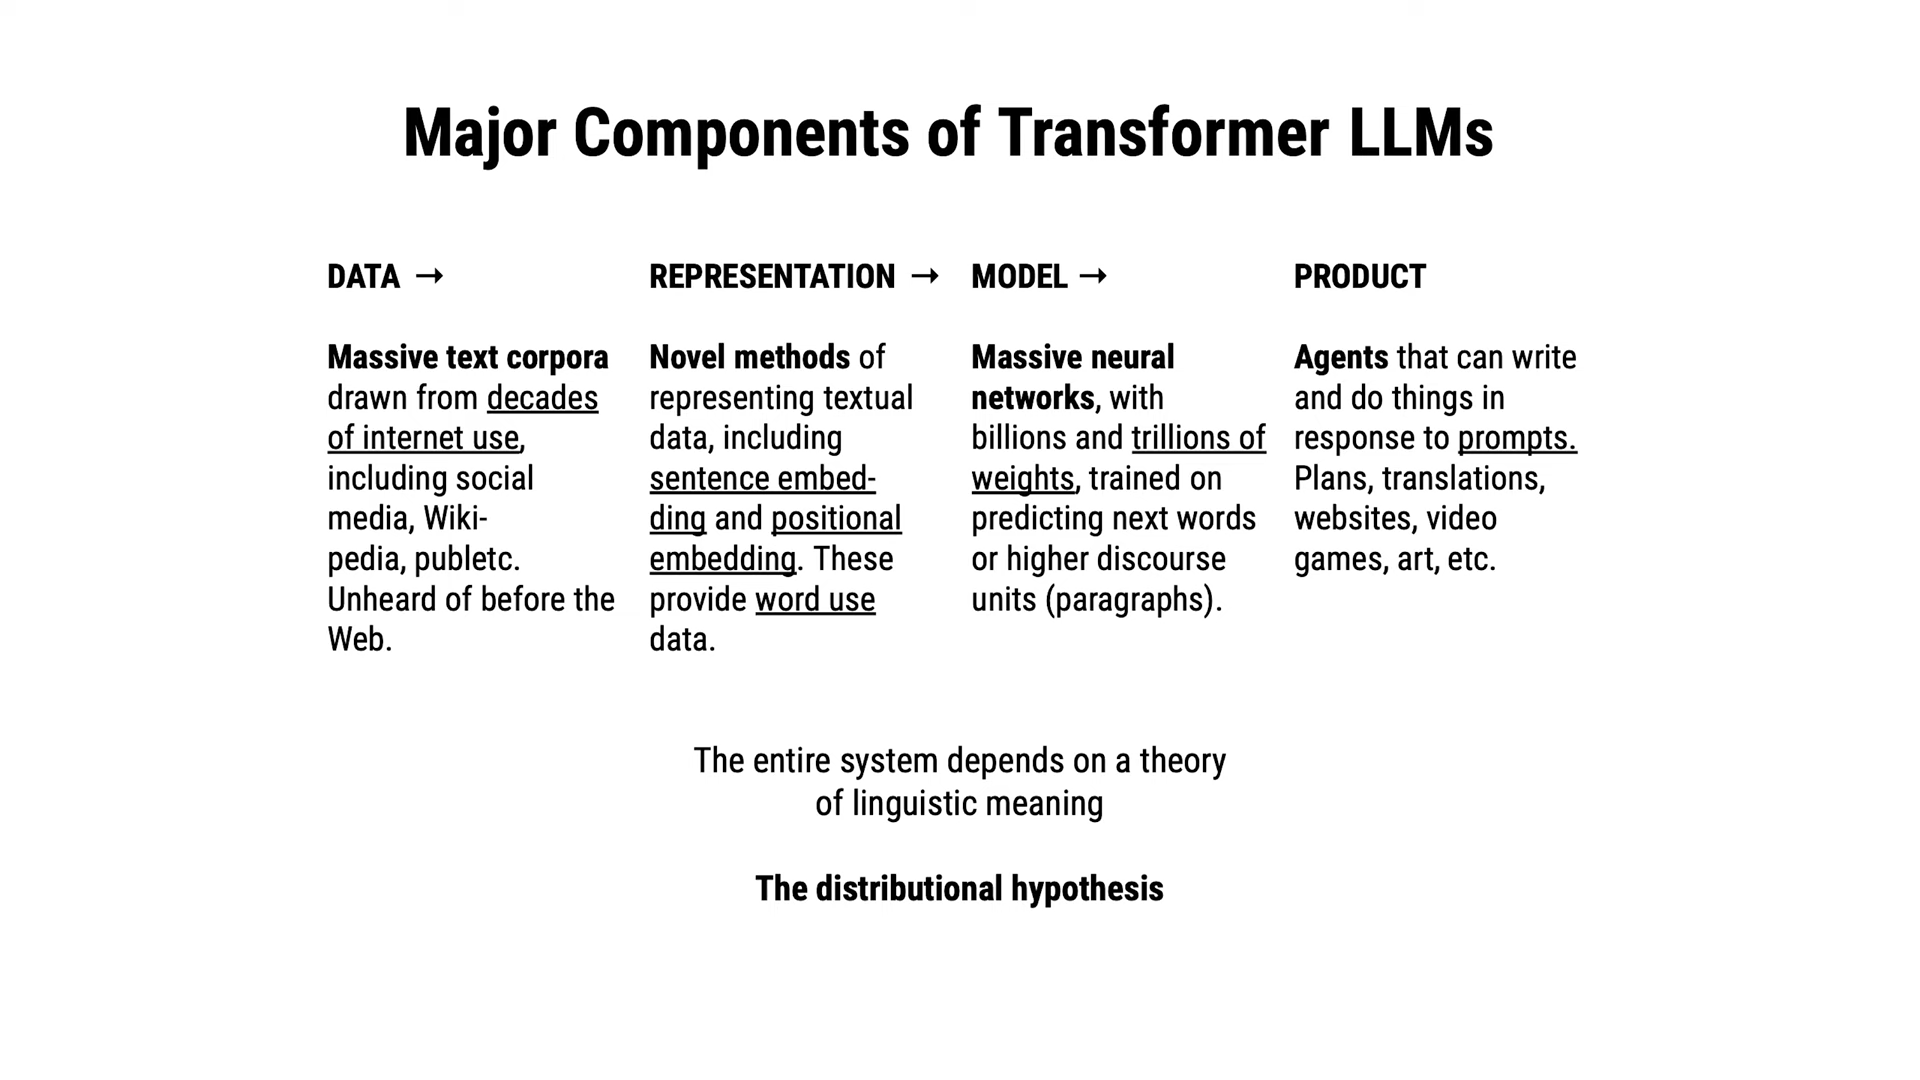 Major Components of Transformer LLMs
DATA →
Massive text corpora
drawn from decades
of internet use,
including social
media, Wiki-
pedia, publetc.
Unheard of before the
Web.
REPRESENTATION →
Novel methods of
representing textual
data, including
sentence embed-
ding and positional
embedding. These
provide word use
data.
MODEL →
Massive neural
networks, with
billions and trillions of
weights, trained on
predicting next words
or higher discourse
units (paragraphs).
PRODUCT
Agents that can write
and do things in
response to prompts.
Plans, translations,
websites, video
games, art, etc.
The entire system depends on a theory
of linguistic meaning
The distributional hypothesis